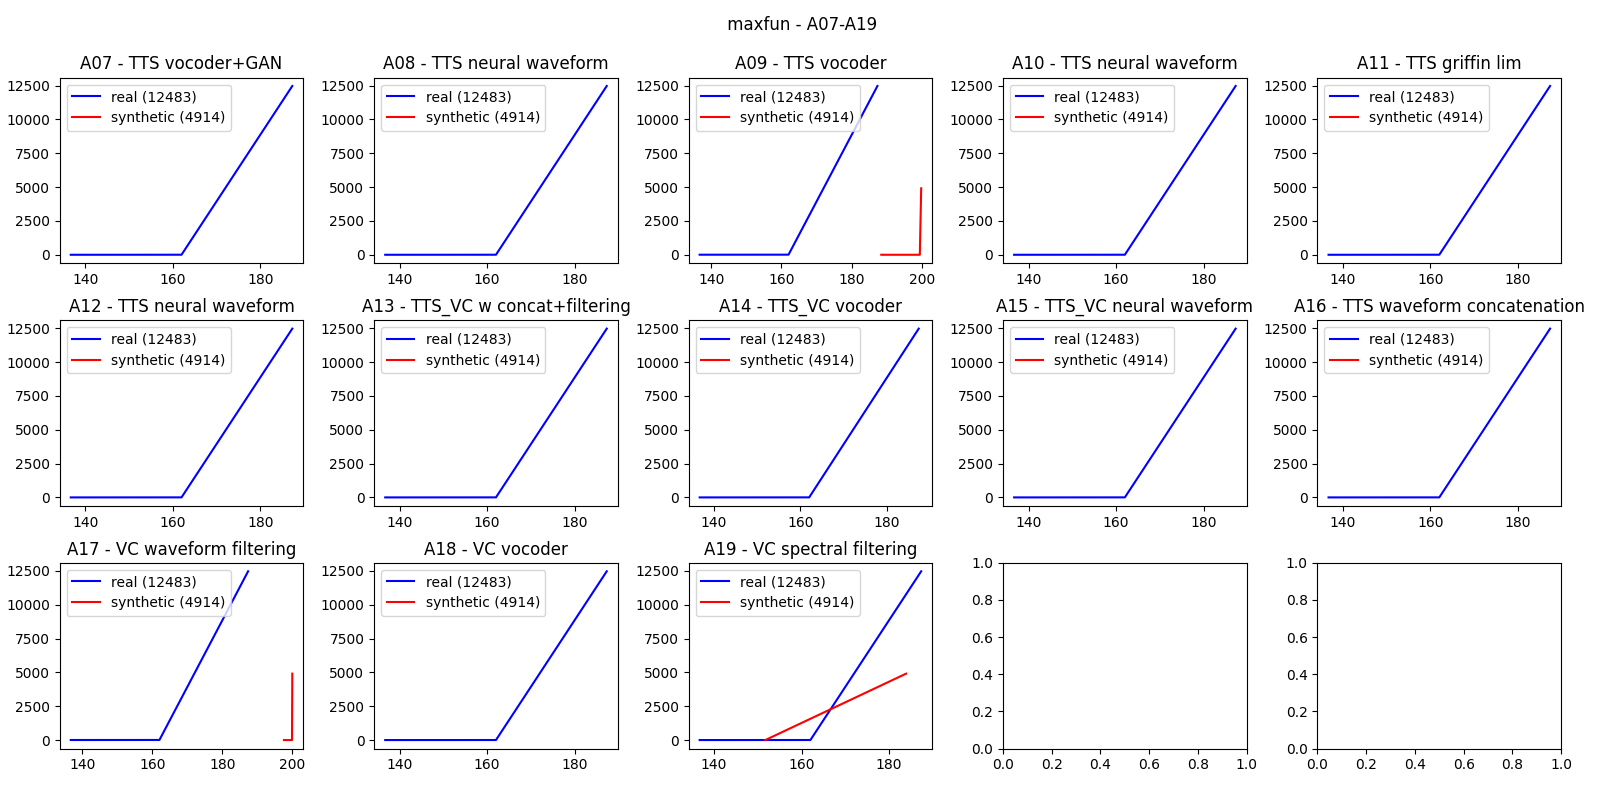 maxfun - A07-A19
A07 - TTS vocoder+GAN
12500
10000
7500
5000
2500
0
real (12483)
synthetic (4914)
140 160 180
A08 - TTS neural waveform
12500
10000
7500
5000
2500
0
real (12483)
synthetic (4914)
140 160 180
A09 - TTS vocoder
12500
10000
7500
5000
2500
0
real (12483)
synthetic (4914)
140 160 180 200
A10 - TTS neural waveform
12500
10000
7500
5000
2500
0
real (12483)
synthetic (4914)
140 160 180
A11 - TTS griffin lim
12500
10000
7500
5000
2500
0
real (12483)
synthetic (4914)
140 160 180
A12 - TTS neural waveform
12500
10000
7500
5000
2500
0
real (12483)
synthetic (4914)
140 160 180
A13 - TTS_VC w concat+filtering
12500
10000
7500
5000
2500
0
real (12483)
synthetic (4914)
140 160 180
A14 - TTS_VC vocoder
12500
10000
7500
5000
2500
0
real (12483)
synthetic (4914)
140 160 180
A15 - TTS_VC neural waveform
12500
10000
7500
5000
2500
0
real (12483)
synthetic (4914)
140 160 180
A16 - TTS waveform concatenation
12500
10000
7500
5000
2500
0
real (12483)
synthetic (4914)
140 160 180
A17 - VC waveform filtering
12500
10000
7500
5000
2500
0
real (12483)
synthetic (4914)
140 160 180 200
A18 - VC vocoder
12500
10000
7500
5000
2500
0
real (12483)
synthetic (4914)
140 160 180
A19 - VC spectral filtering
12500
10000
7500
5000
2500
0
real (12483)
synthetic (4914)
140 160 180
1.0
0.8
0.6
0.4
0.2
0.0
0.0 0.2 0.4 0.6 0.8 1.0
1.0
0.8
0.6
0.4
0.2
0.0
0.0 0.2 0.4 0.6 0.8 1.0